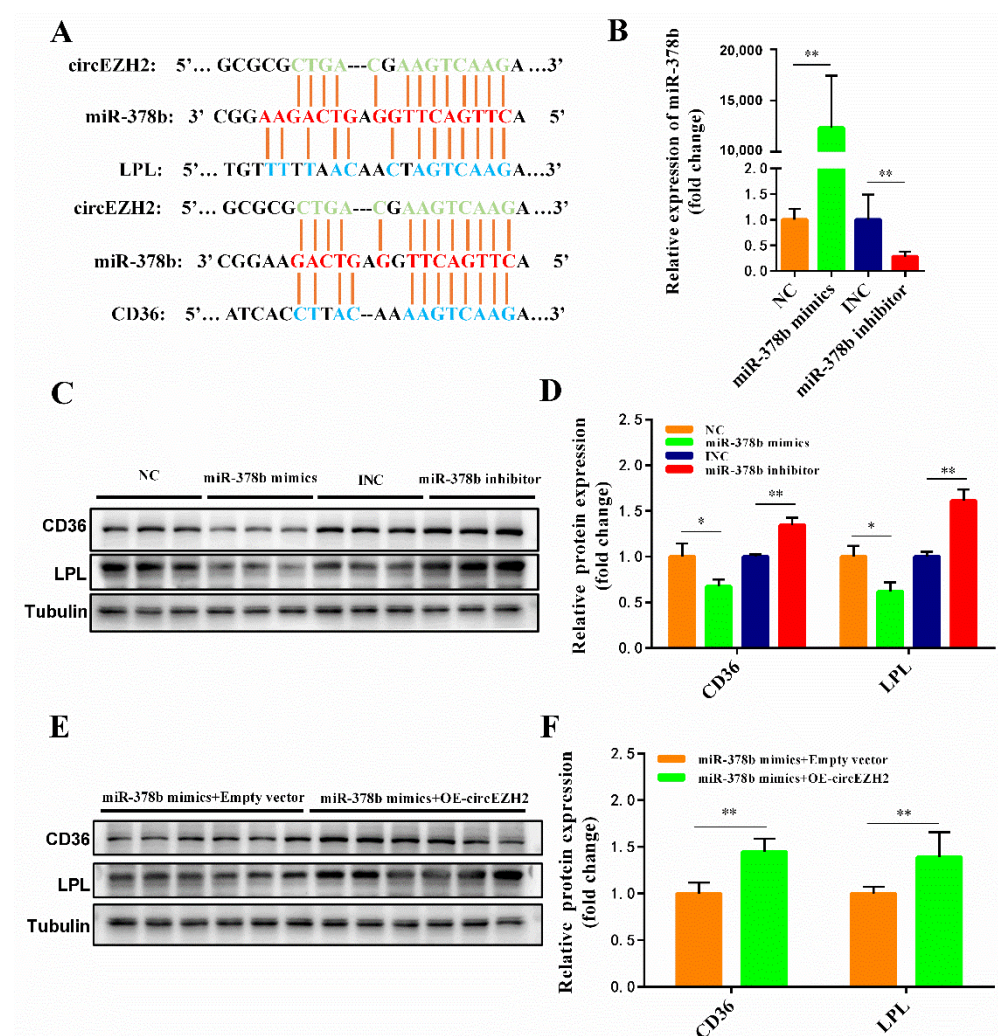 A
circEZH2: 5’... GCGCGCTGA---CGAAGTCAAGA...3’
miR-378b: 3’ CGGAAGACTGAGGTTCAGTTCA 5’
LPL: 5’... TGTTTTTAACAACTAGTCAAGA...3’
circEZH2: 5’... GCGCGCTGA---CGAAGTCAAGA...3’
miR-378b: 3’ CGGAAGACTGAGGTTCAGTTCA 5’
CD36: 5’... ATCACCTTAC--AAAAGTCAAGA...3’
B
Relative expression of miR-378b
(fold change)
20,000
15,000
10,000
2.0
1.5
1.0
0.5
0.0
**
**
NC
miR-378b mimics
INC
miR-378b inhibitor
C
NC miR-378b mimics INC miR-378b inhibitor
CD36
LPL
Tubulin
D
Relative protein expression
(fold change)
2.5
2.0
1.5
1.0
0.5
0.0
NC
miR-378b mimics
INC
miR-378b inhibitor
*
**
*
**
CD36
LPL
E
miR-378b mimics+Empty vector miR-378b mimics+OE-circEZH2
CD36
LPL
Tubulin
F
Relative protein expression
(fold change)
2.5
2.0
1.5
1.0
0.5
0.0
miR-378b mimics+Empty vector
miR-378b mimics+OE-circEZH2
**
**
CD36
LPL